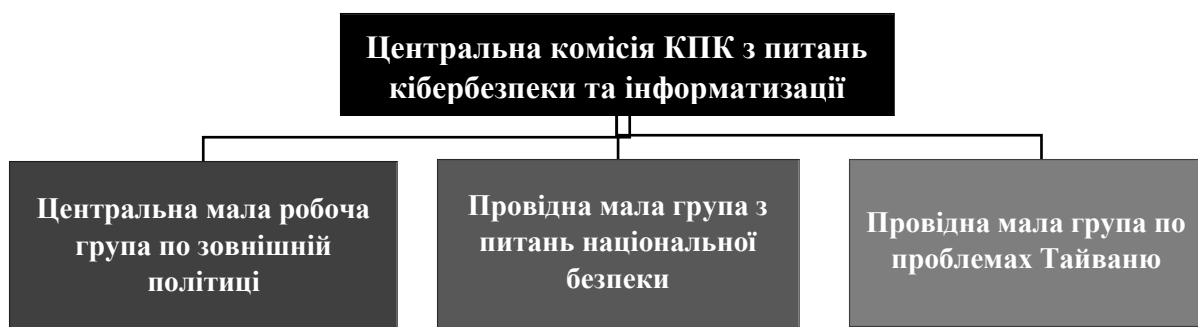 Центральна комісія КПК з питань
кібербезпеки та інформатизації
Центральна мала робоча
група по зовнішній
політиці
Провідна мала група з
питань національної
безпеки
Провідна мала група по
проблемах Тайваню